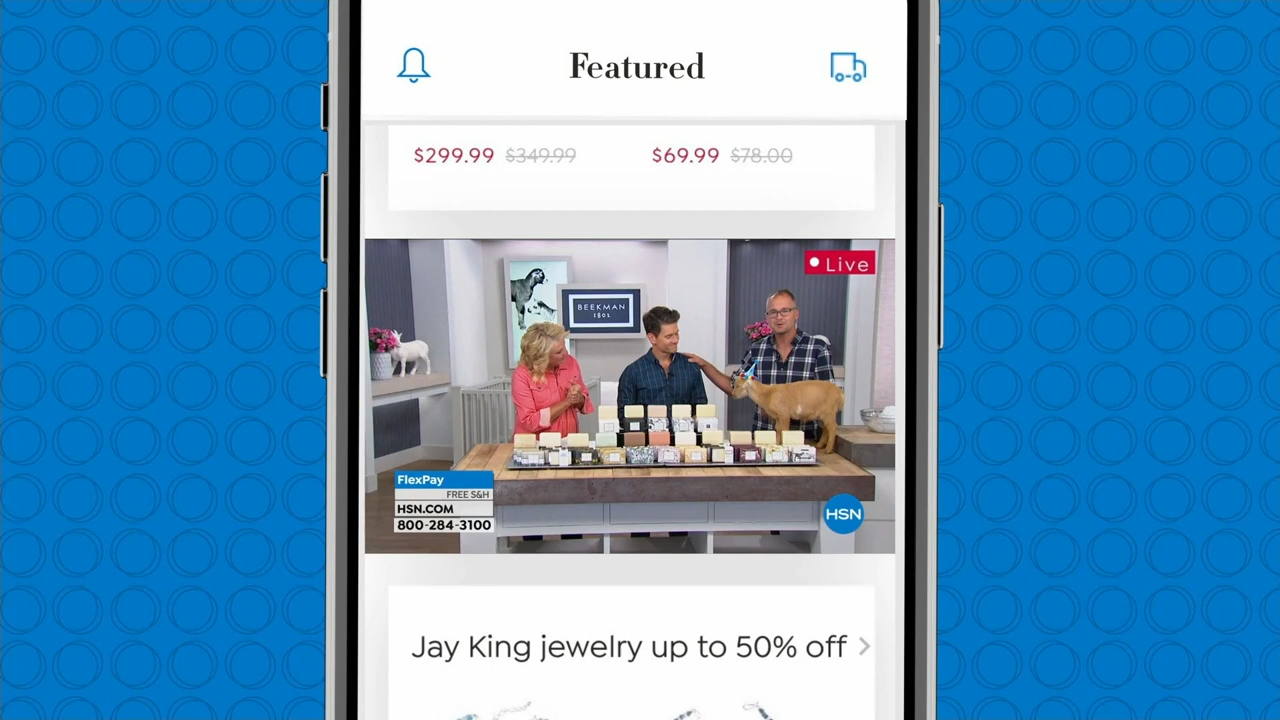 Featured
$299.99 $349.99 $69.99 $78.00
Live
BEEKMAN
1802
FlexPay
FREE S&H
HSN.COM
800-284-3100
HSN
Jay King jewelry up to 50% off